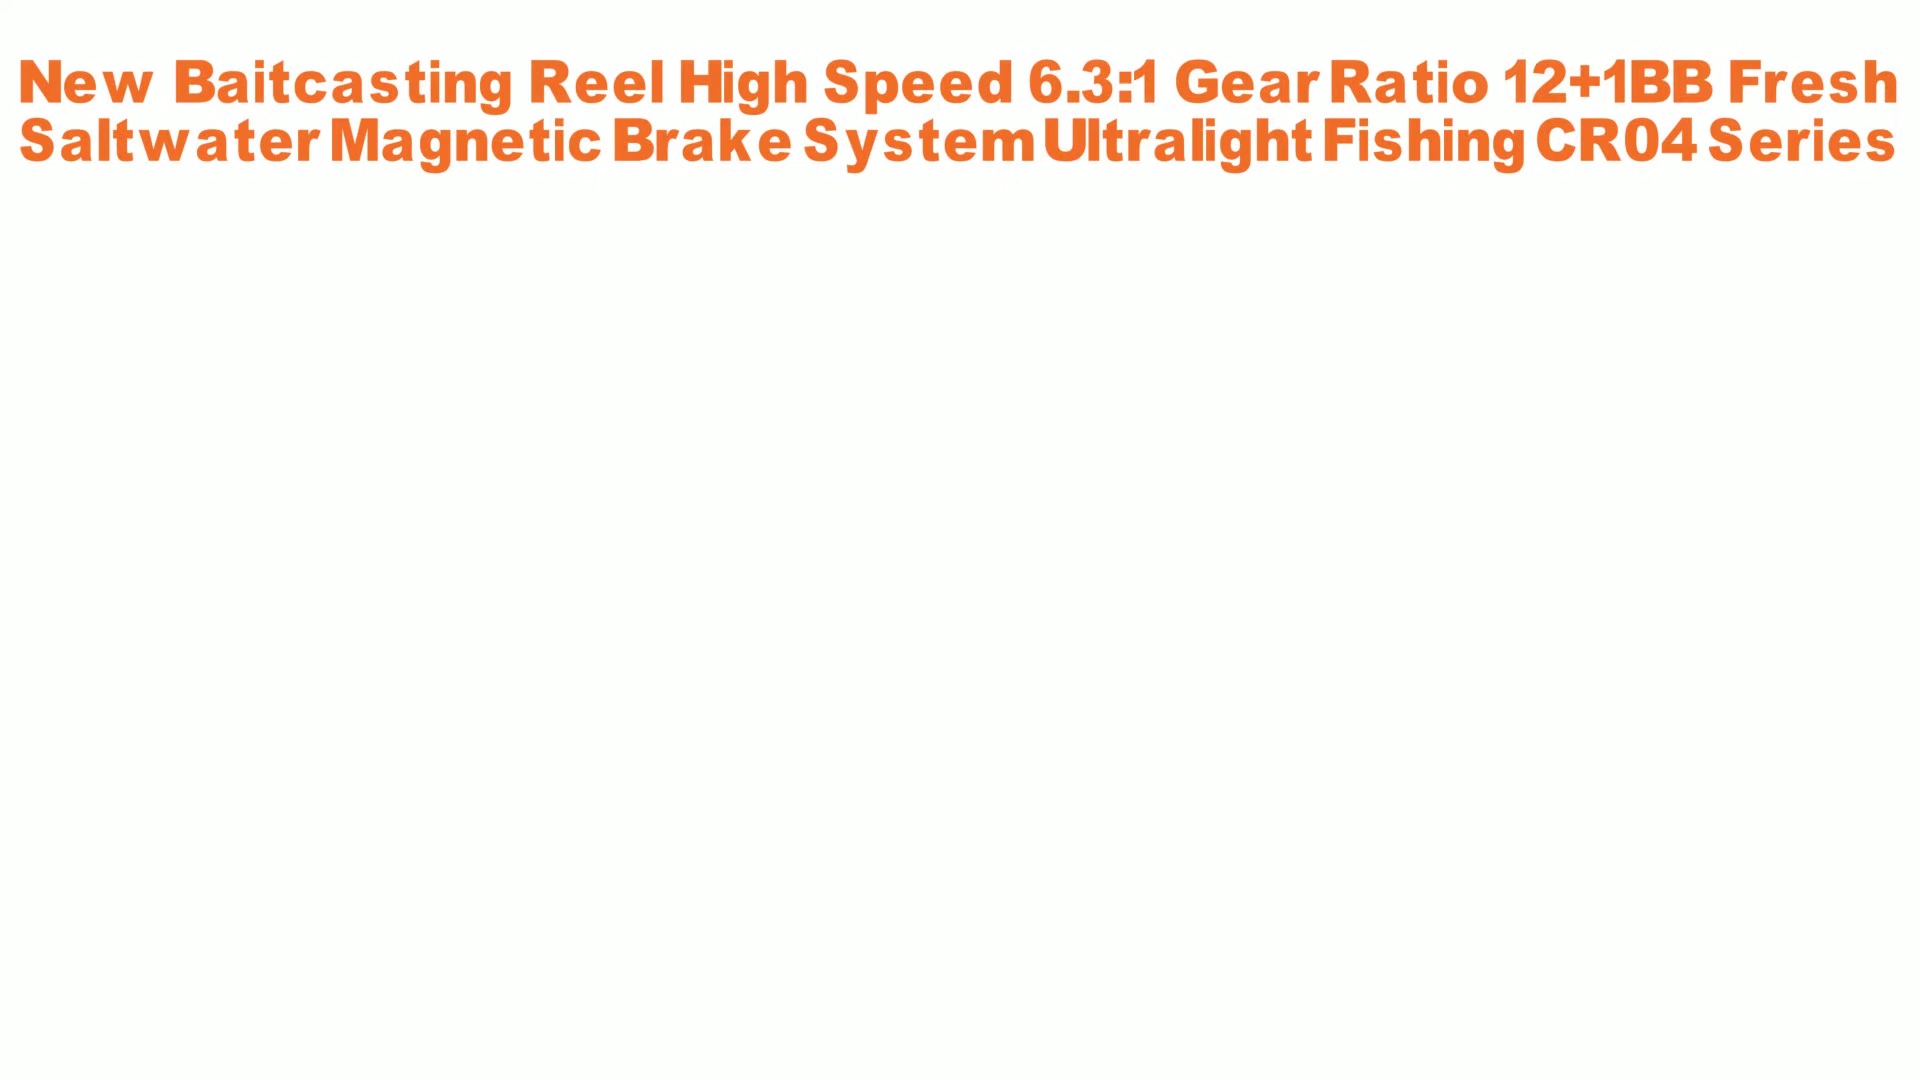 New Baitcasting Reel High Speed 6.3:1 Gear Ratio 12+1BB Fresh
Saltwater Magnetic Brake System Ultralight Fishing CR04 Series